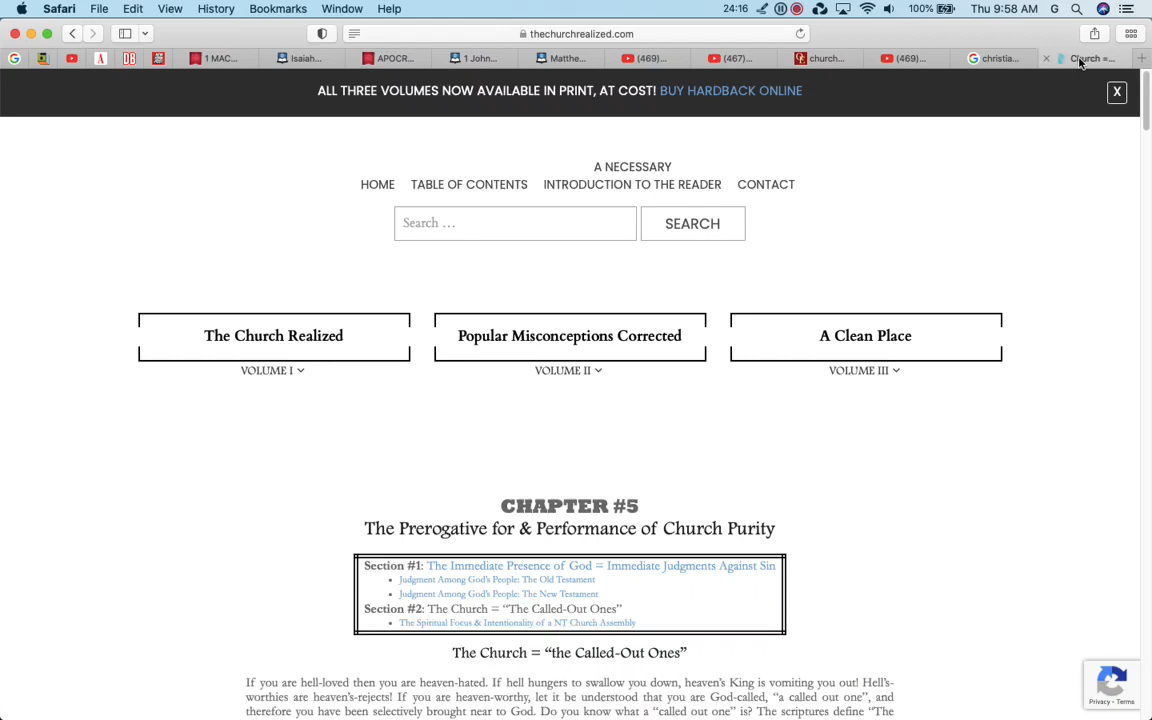 Safari File Edit View History Bookmarks Window Help 24:16 100% Thu 9:58 AM G
thechurchrealized.com
1 MAC... Isaiah... APOCR... 1 John... Matthe... (469)... (467)... church... (469)... christia... Church =...
ALL THREE VOLUMES NOW AVAILABLE IN PRINT, AT COST! BUY HARDBACK ONLINE X
HOME TABLE OF CONTENTS A NECESSARY
INTRODUCTION TO THE READER CONTACT
Search … SEARCH
The Church Realized Popular Misconceptions Corrected A Clean Place
VOLUME I VOLUME II VOLUME III
CHAPTER #5
The Prerogative for & Performance of Church Purity
Section #1: The Immediate Presence of God = Immediate Judgments Against Sin
Judgment Among God's People: The Old Testament
Judgment Among God's People: The New Testament
Section #2: The Church = “The Called-Out Ones”
The Spiritual Focus & Intentionality of a NT Church Assembly
The Church = “the Called-Out Ones”
If you are hell-loved then you are heaven-hated. If hell hungers to swallow you down, heaven's King is vomiting you out! Hell's-
worthies are heaven's-rejects! If you are heaven-worthy, let it be understood that you are God-called, “a called out one”, and
therefore you have been selectively brought near to God. Do you know what a “called out one” is? The scriptures define “The
Privacy - Terms